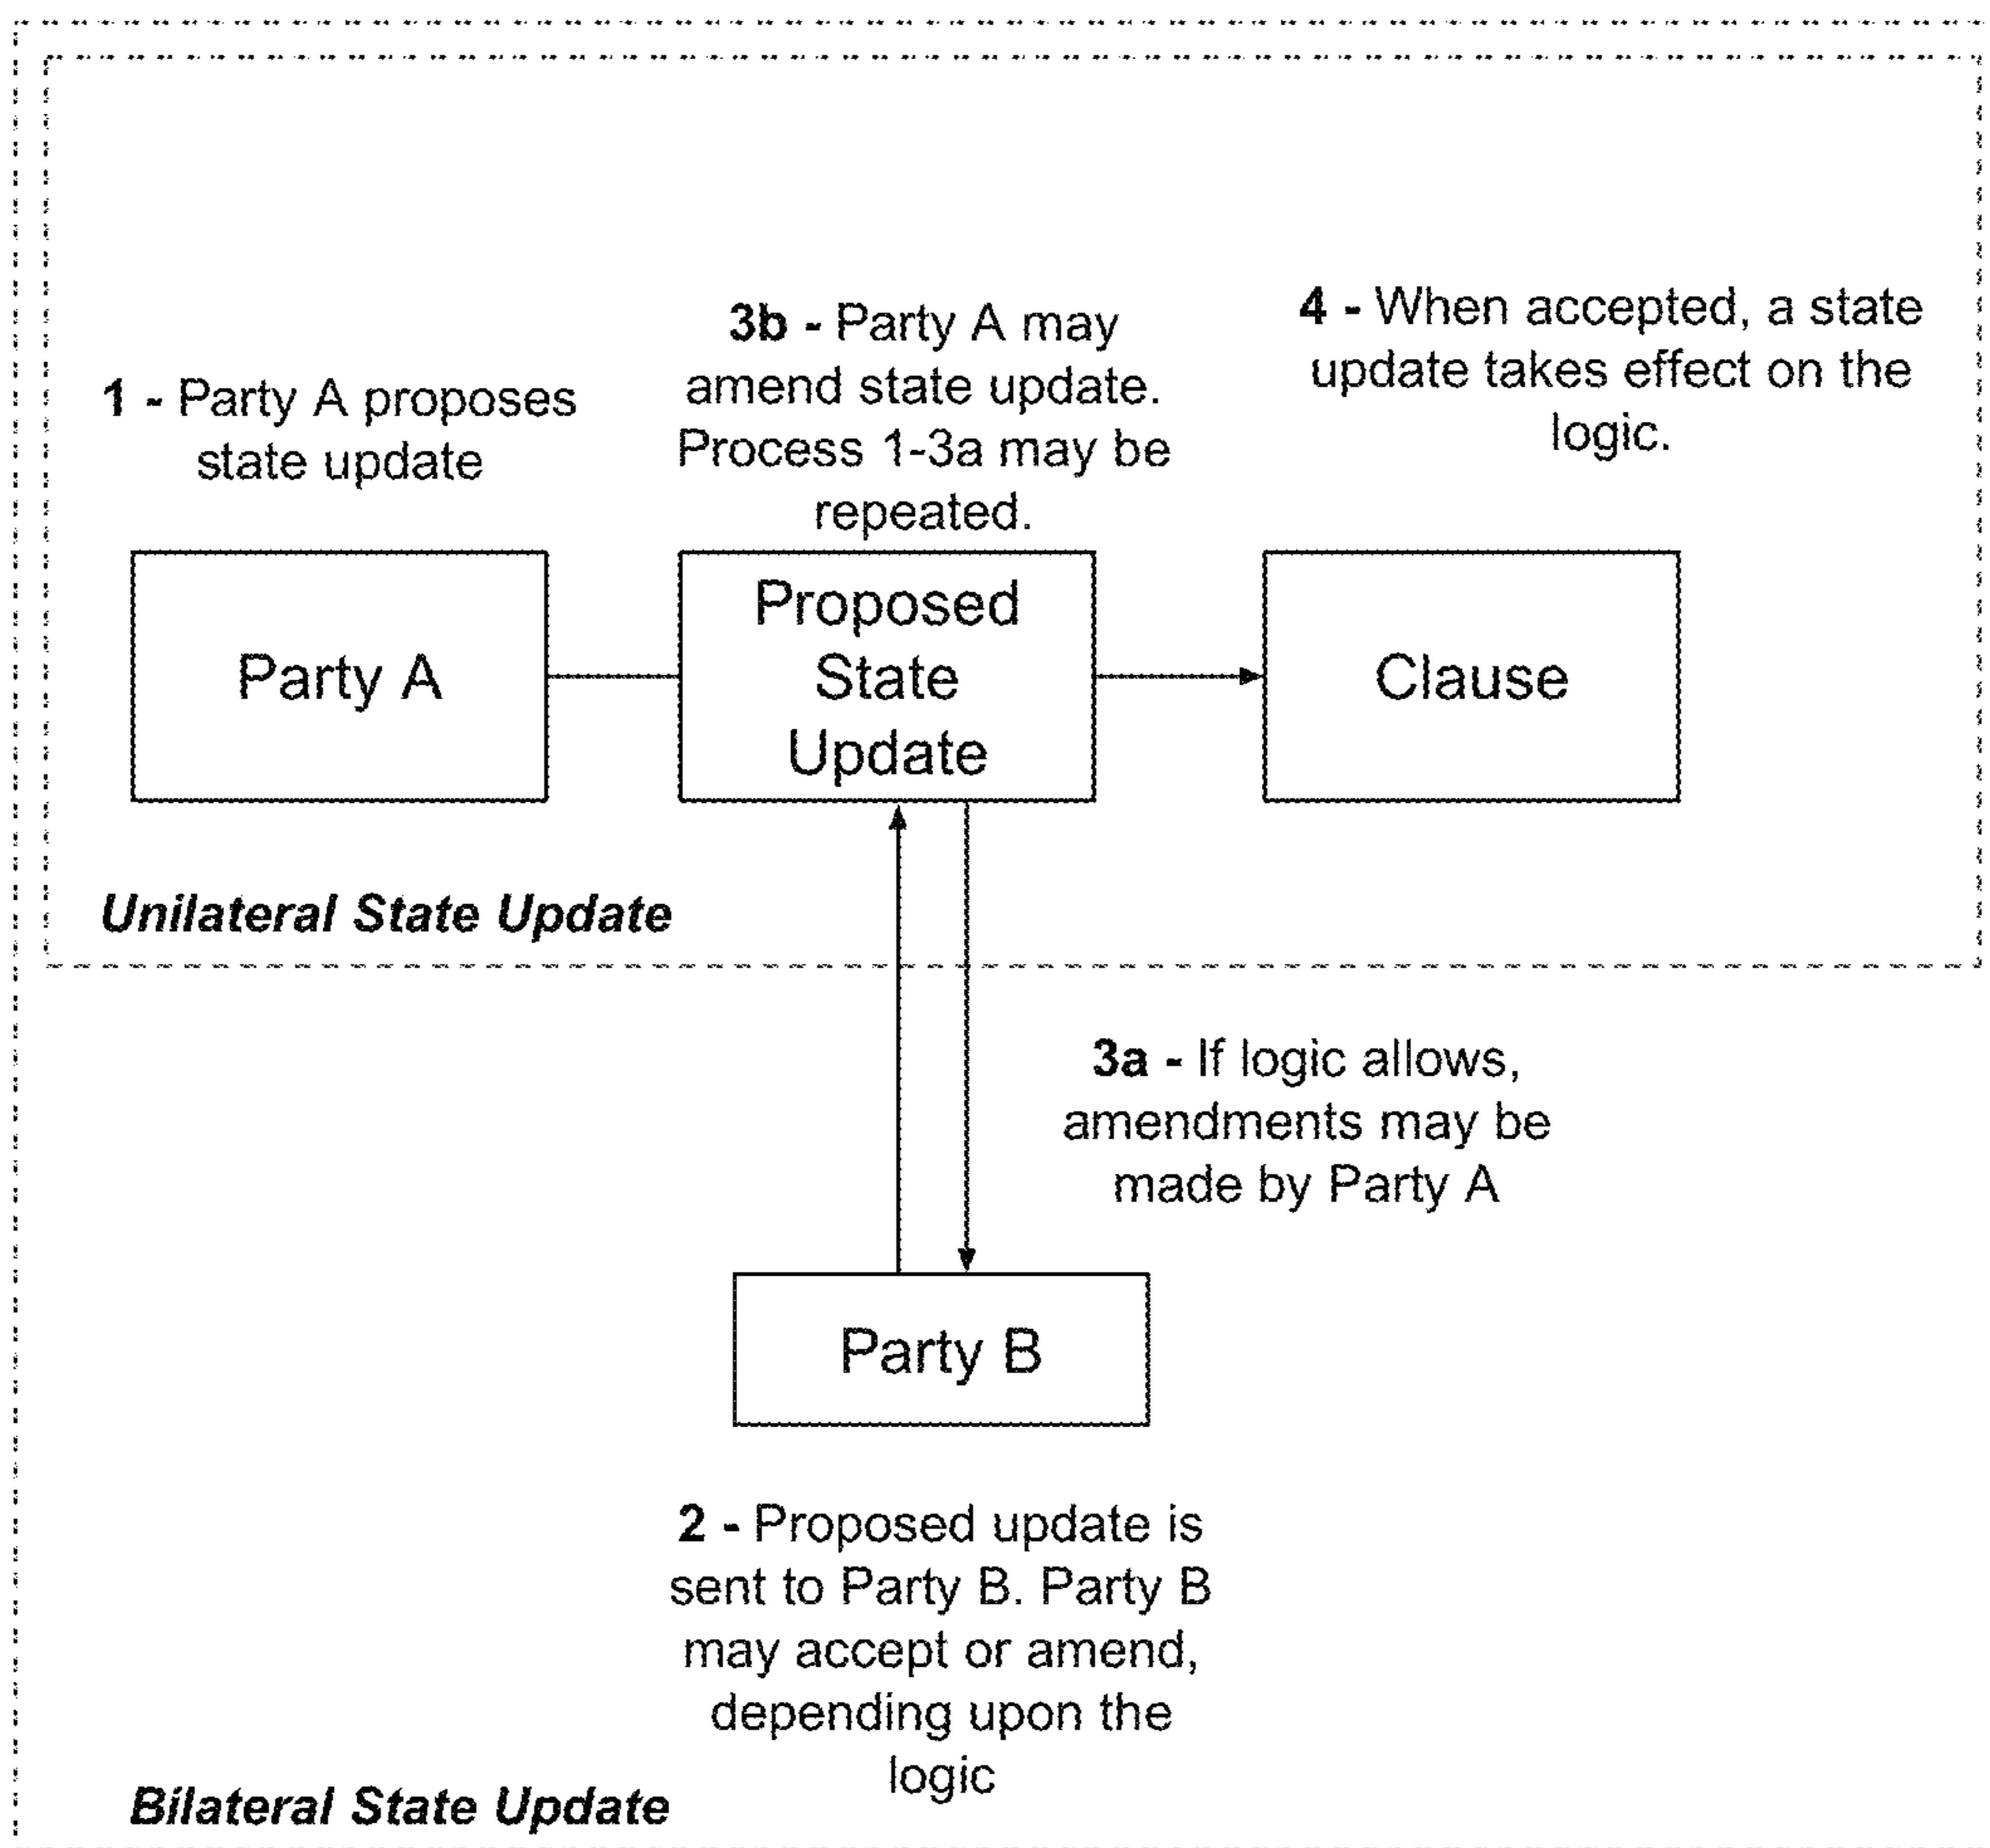 1 - Party A proposes
state update
3b - Party A may
amend state update.
Process 1-3a may be
repeated.
4 - When accepted, a state
update takes effect on the
logic.
Party A
Proposed
State
Update
Clause
Unilateral State Update
3a - If logic allows,
amendments may be
made by Party A
Party B
2 - Proposed update is
sent to Party B. Party B
may accept or amend,
depending upon the
logic
Bilateral State Update